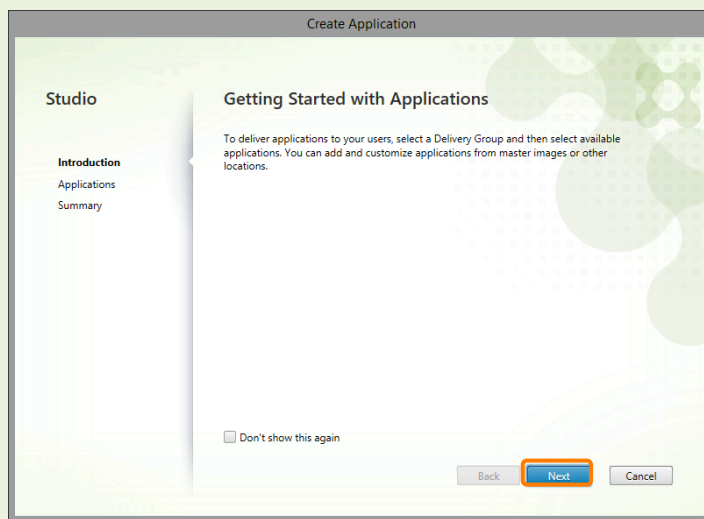 Create Application
Studio
Introduction
Applications
Summary
Getting Started with Applications
To deliver applications to your users, select a Delivery Group and then select available
applications. You can add and customize applications from master images or other
locations.
Don't show this again
Back
Next
Cancel